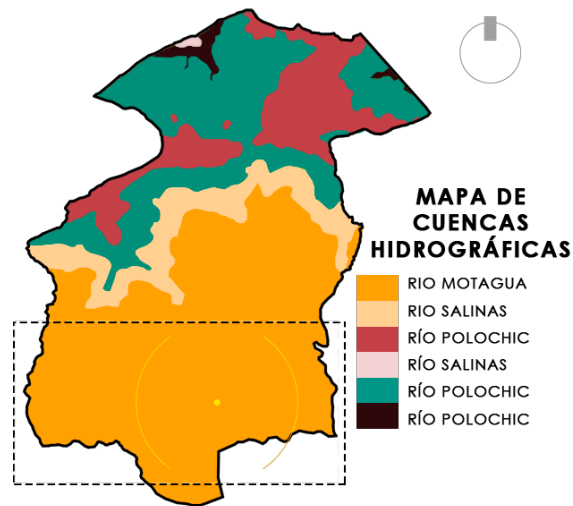 MAPA DE
CUENCAS
HIDROGRÁFICAS
RIO MOTAGUA
RIO SALINAS
RÍO POLOCHIC
RÍO SALINAS
RÍO POLOCHIC
RÍO POLOCHIC